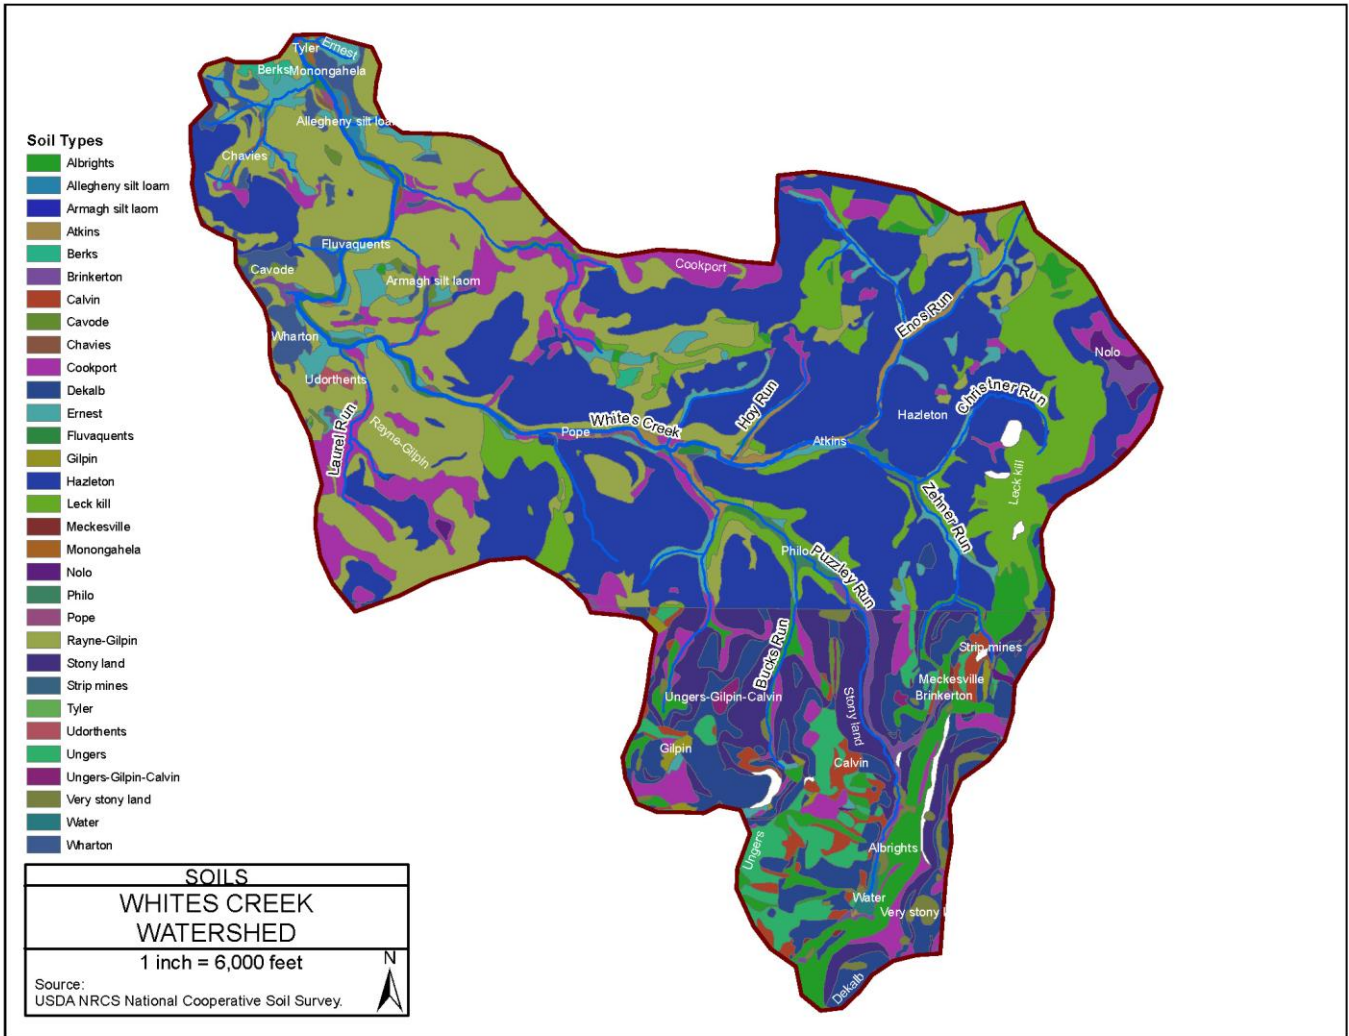 Tyler
Ernest
Berks
Monongahela
Allegheny silt loa
Chavies
Fluvaquents
Cavode
Armagh silt laom
Cookport
Wharton
Udorthents
Laurel Run
Rayne-Gilpin
Pope
Whites Creek
Hoy Run
Enos Run
Nolo
Christner Run
Hazleton
Atkins
Leck kill
Zehner Run
Philo
Puzzley Run
Bucks Run
Strip mines
Meckesville
Brinkerton
Ungers-Gilpin-Calvin
Stony land
Gilpin
Calvin
Ungers
Albrights
Water
Very stony l
Dekalb
Soil Types
Albrights
Allegheny silt loam
Armagh silt laom
Atkins
Berks
Brinkerton
Calvin
Cavode
Chavies
Cookport
Dekalb
Ernest
Fluvaquents
Gilpin
Hazleton
Leck kill
Meckesville
Monongahela
Nolo
Philo
Pope
Rayne-Gilpin
Stony land
Strip mines
Tyler
Udorthents
Ungers
Ungers-Gilpin-Calvin
Very stony land
Water
Wharton
SOILS
WHITES CREEK
WATERSHED
1 inch = 6,000 feet
N
Source:
USDA NRCS National Cooperative Soil Survey.